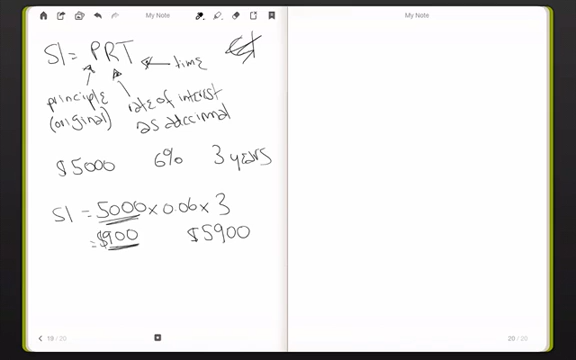 My Note
My Note
SI = PRT
time
principle
(original)
rate of interest
as a decimal
$5000 6% 3 years
SI = 5000 x 0.06 x 3
= $900 $5900
18 / 20
20 / 20